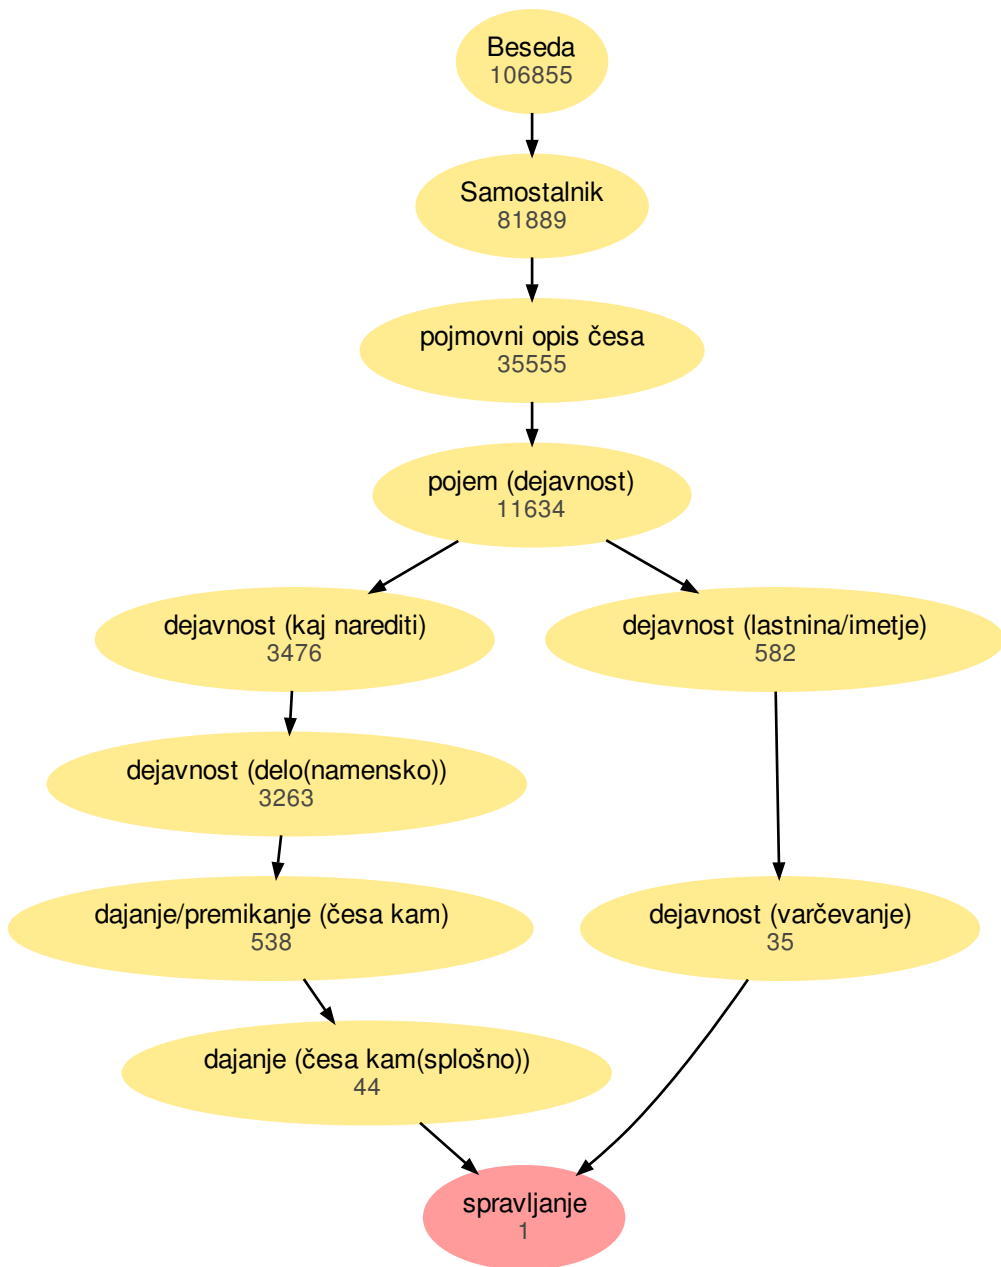 Beseda
106855
Samostalnik
81889
pojmovni opis česa
35555
pojem (dejavnost)
11634
dejavnost (kaj narediti)
3476
dejavnost (lastnina/imetje)
582
dejavnost (delo(namensko))
3263
dajanje/premikanje (česa kam)
538
dejavnost (varčevanje)
35
dajanje (česa kam(splošno))
44
spravljanje
1